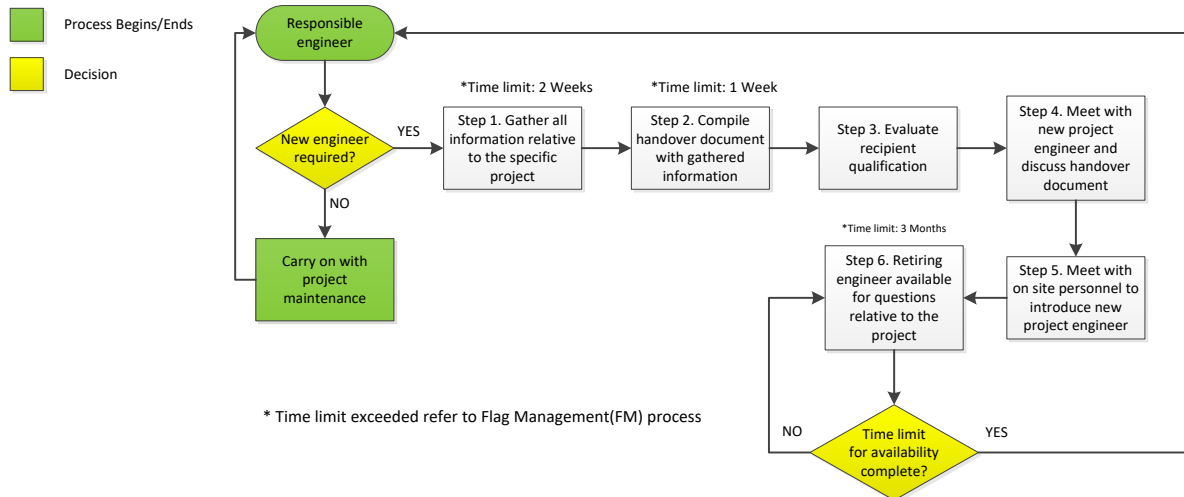 Process Begins/Ends
Decision
Responsible
engineer
New engineer
required?
YES
NO
Carry on with
project
maintenance
*Time limit: 2 Weeks
Step 1. Gather all
information relative
to the specific
project
*Time limit: 1 Week
Step 2. Compile
handover document
with gathered
information
Step 3. Evaluate
recipient
qualification
Step 4. Meet with
new project
engineer and
discuss handover
document
Step 5. Meet with
on site personnel to
introduce new
project engineer
*Time limit: 3 Months
Step 6. Retiring
engineer available
for questions
relative to the
project
Time limit
for availability
complete?
NO
YES
* Time limit exceeded refer to Flag Management(FM) process